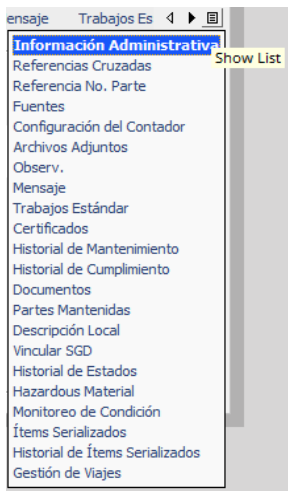 ensaje Trabajos Es
Información Administrativa
Show List
Referencias Cruzadas
Referencia No. Parte
Fuentes
Configuración del Contador
Archivos Adjuntos
Observ.
Mensaje
Trabajos Estándar
Certificados
Historial de Mantenimiento
Historial de Cumplimiento
Documentos
Partes Mantenidas
Descripción Local
Vincular SGD
Historial de Estados
Hazardous Material
Monitoreo de Condición
Ítems Serializados
Historial de Ítems Serializados
Gestión de Viajes